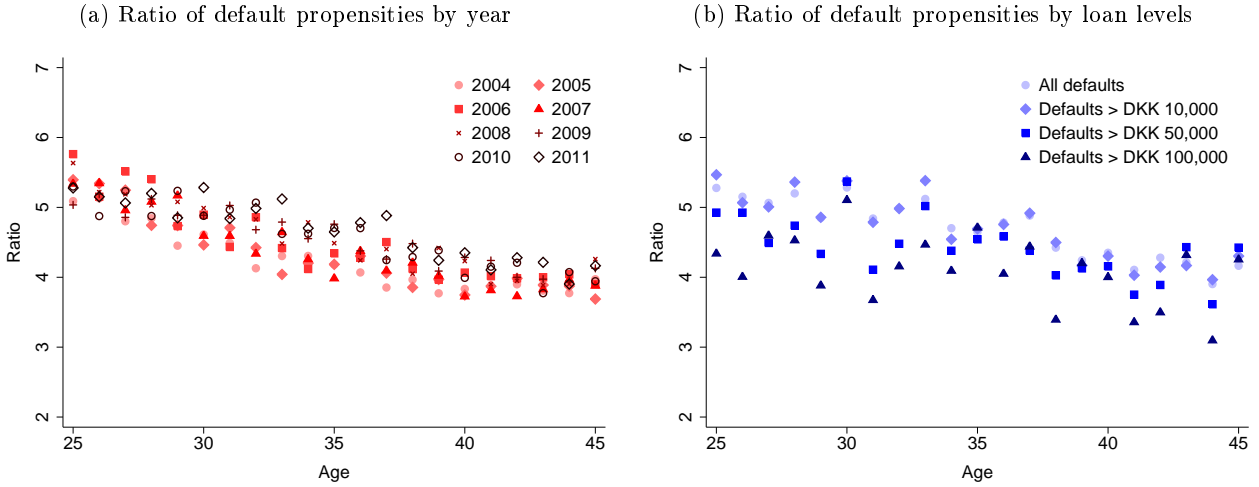 (a) Ratio of default propensities by year
7
6
5
4
3
2
Ratio
25 30 35 40 45
Age
2004 2005
2006 2007
2008 2009
2010 2011
(b) Ratio of default propensities by loan levels
7
6
5
4
3
2
Ratio
25 30 35 40 45
Age
All defaults
Defaults > DKK 10,000
Defaults > DKK 50,000
Defaults > DKK 100,000